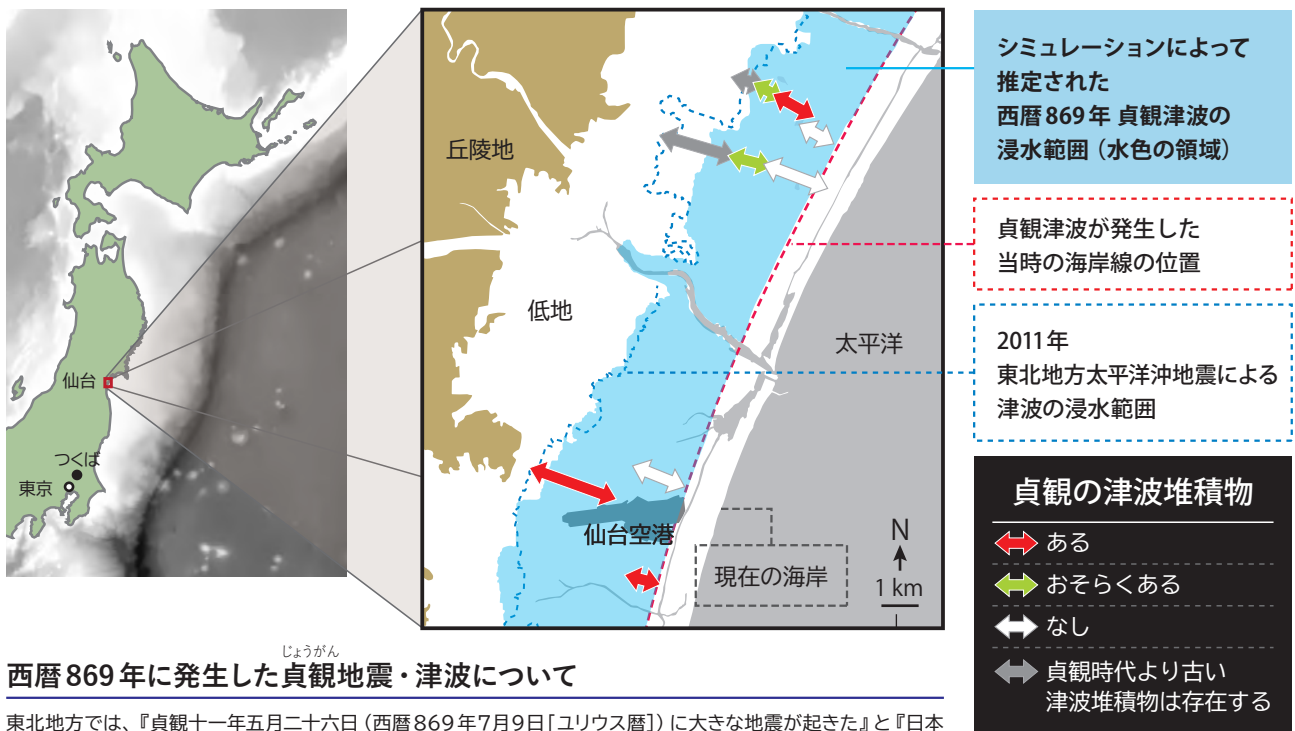 仙台
つくば
東京
丘陵地
低地
太平洋
仙台空港
現在の海岸
N
1 km
シミュレーションによって
推定された
西暦869年 貞観津波の
浸水範囲（水色の領域）
貞観津波が発生した
当時の海岸線の位置
2011年
東北地方太平洋沖地震による
津波の浸水範囲
貞観の津波堆積物
ある
おそらくある
なし
貞観時代より古い
津波堆積物は存在する
じょうがん
西暦869年に発生した貞観地震・津波について
東北地方では、『貞観十一年五月二十六日（西暦869年7月9日[ユリウス暦]）に大きな地震が起きた』と『日本